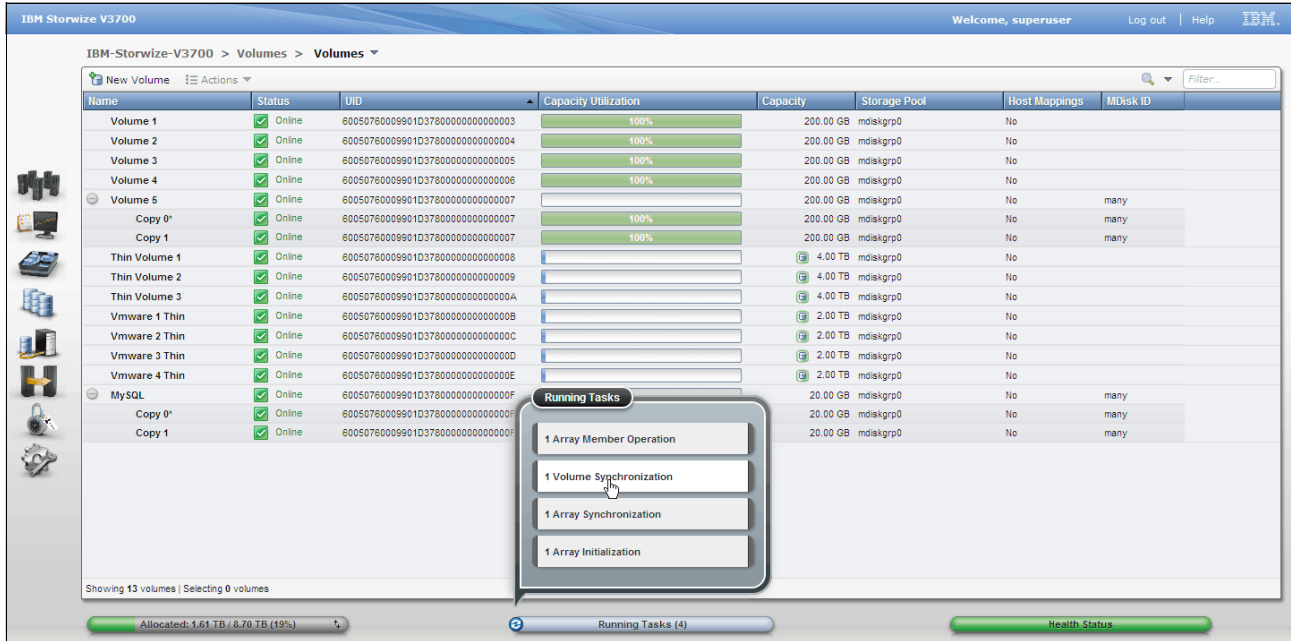 IBM Storwize V3700 Welcome, superuser Log out | Help IBM.
IBM-Storwize-V3700 > Volumes > Volumes
New Volume Actions Filter...
Name Status UID Capacity Utilization Capacity Storage Pool Host Mappings MDisk ID
Volume 1 Online 60050760009901D37800000000000003 100% 200.00 GB mdiskgrp0 No
Volume 2 Online 60050760009901D37800000000000004 100% 200.00 GB mdiskgrp0 No
Volume 3 Online 60050760009901D37800000000000005 100% 200.00 GB mdiskgrp0 No
Volume 4 Online 60050760009901D37800000000000006 100% 200.00 GB mdiskgrp0 No
Volume 5 Online 60050760009901D37800000000000007 200.00 GB mdiskgrp0 No many
Copy 0* Online 60050760009901D37800000000000007 100% 200.00 GB mdiskgrp0 No many
Copy 1 Online 60050760009901D37800000000000007 100% 200.00 GB mdiskgrp0 No many
Thin Volume 1 Online 60050760009901D37800000000000008 4.00 TB mdiskgrp0 No
Thin Volume 2 Online 60050760009901D37800000000000009 4.00 TB mdiskgrp0 No
Thin Volume 3 Online 60050760009901D3780000000000000A 4.00 TB mdiskgrp0 No
Vmware 1 Thin Online 60050760009901D3780000000000000B 2.00 TB mdiskgrp0 No
Vmware 2 Thin Online 60050760009901D3780000000000000C 2.00 TB mdiskgrp0 No
Vmware 3 Thin Online 60050760009901D3780000000000000D 2.00 TB mdiskgrp0 No
Vmware 4 Thin Online 60050760009901D3780000000000000E 2.00 TB mdiskgrp0 No
MySQL Online 60050760009901D3780000000000000F 20.00 GB mdiskgrp0 No many
Copy 0* Online 60050760009901D3780000000000000F 20.00 GB mdiskgrp0 No many
Copy 1 Online 60050760009901D3780000000000000F 20.00 GB mdiskgrp0 No many
Running Tasks
1 Array Member Operation
1 Volume Synchronization
1 Array Synchronization
1 Array Initialization
Showing 13 volumes | Selecting 0 volumes
Allocated: 1.61 TB / 8.70 TB (19%) Running Tasks (4) Health Status